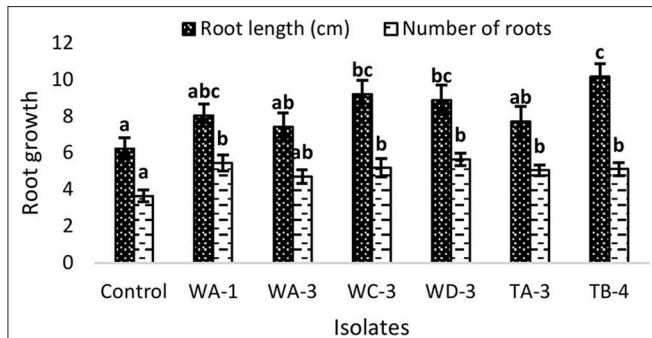 Root length (cm) Number of roots
Root growth
12
10
8
6
4
2
0
a a abc b ab ab bc b bc b ab b c b
Control WA-1 WA-3 WC-3 WD-3 TA-3 TB-4
Isolates